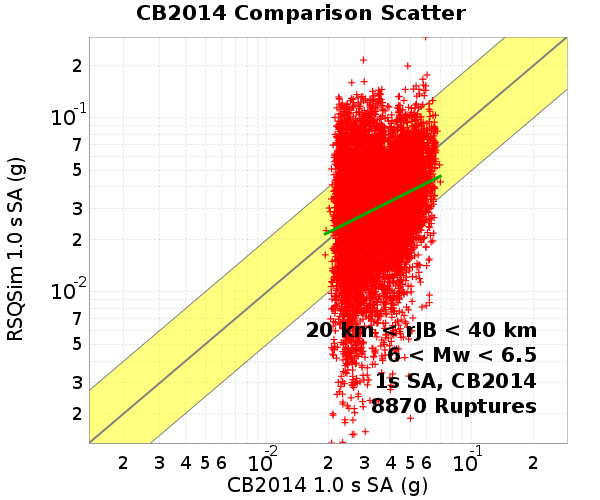 CB2014 Comparison Scatter
RSQSim 1.0 s SA (g)
2
10-1
7
5
3
2
10-2
7
5
3
2
20 km < rJB < 40 km
6 < Mw < 6.5
1s SA, CB2014
8870 Ruptures
2 3 4 5 6 10-2 2 3 4 5 6 10-1 2
CB2014 1.0 s SA (g)